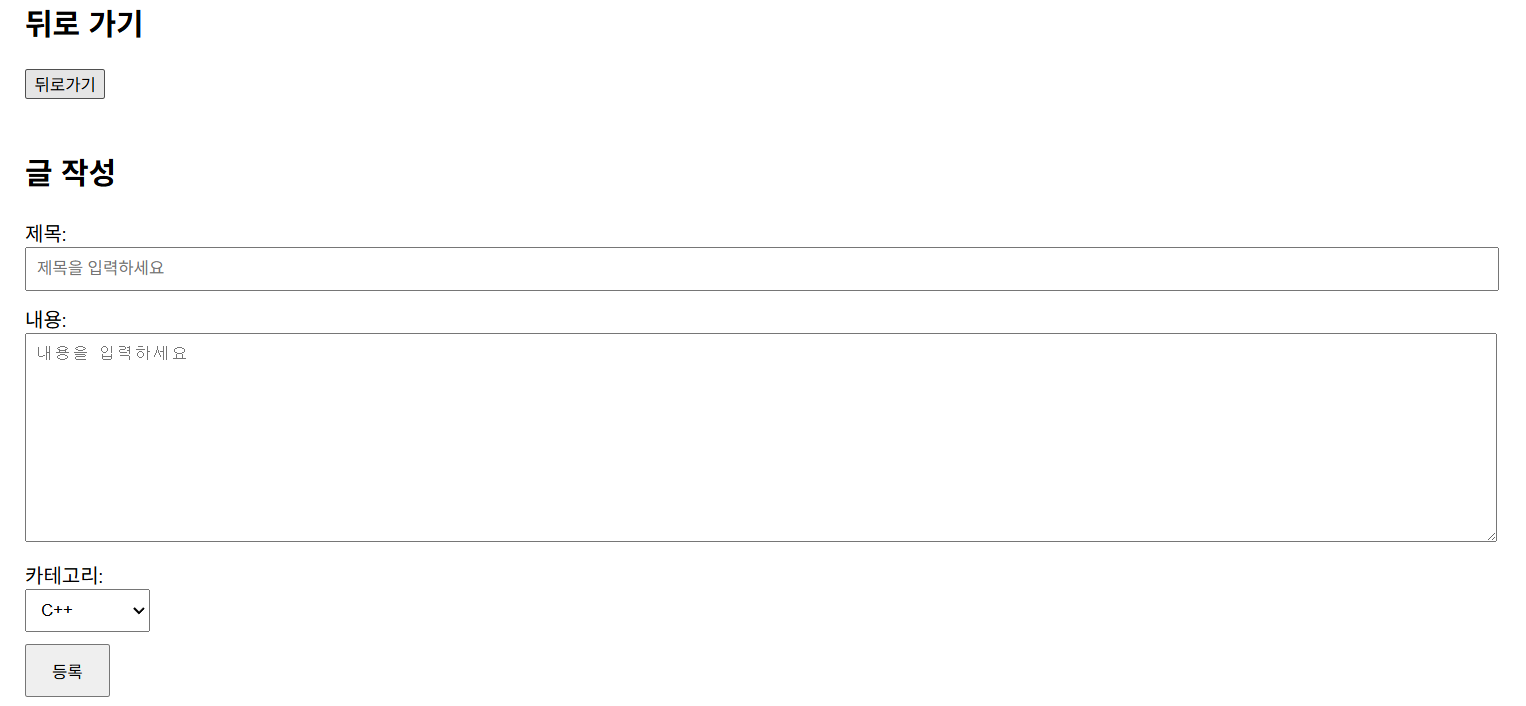 뒤로 가기
뒤로가기
글 작성
제목:
제목을 입력하세요
내용:
내용을 입력하세요
카테고리:
C++
등록